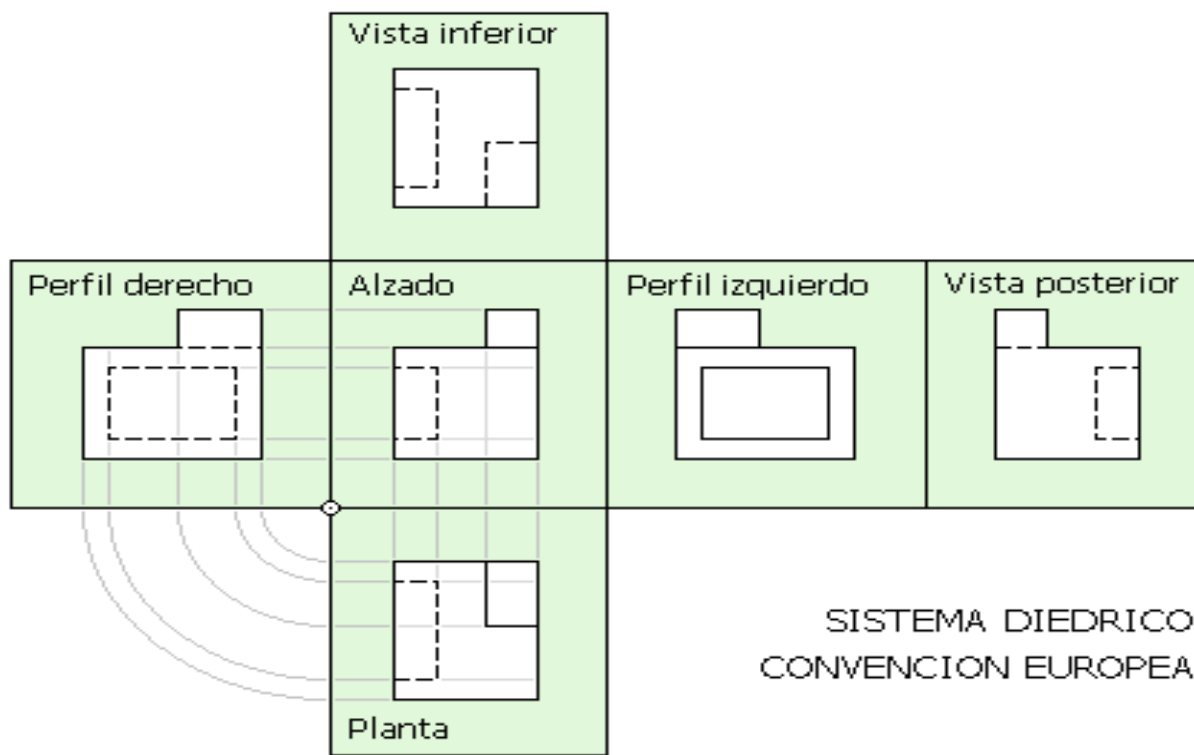 Vista inferior
Perfil derecho
Alzado
Perfil izquierdo
Vista posterior
SISTEMA DIEDRICO
CONVENCION EUROPEA
Planta